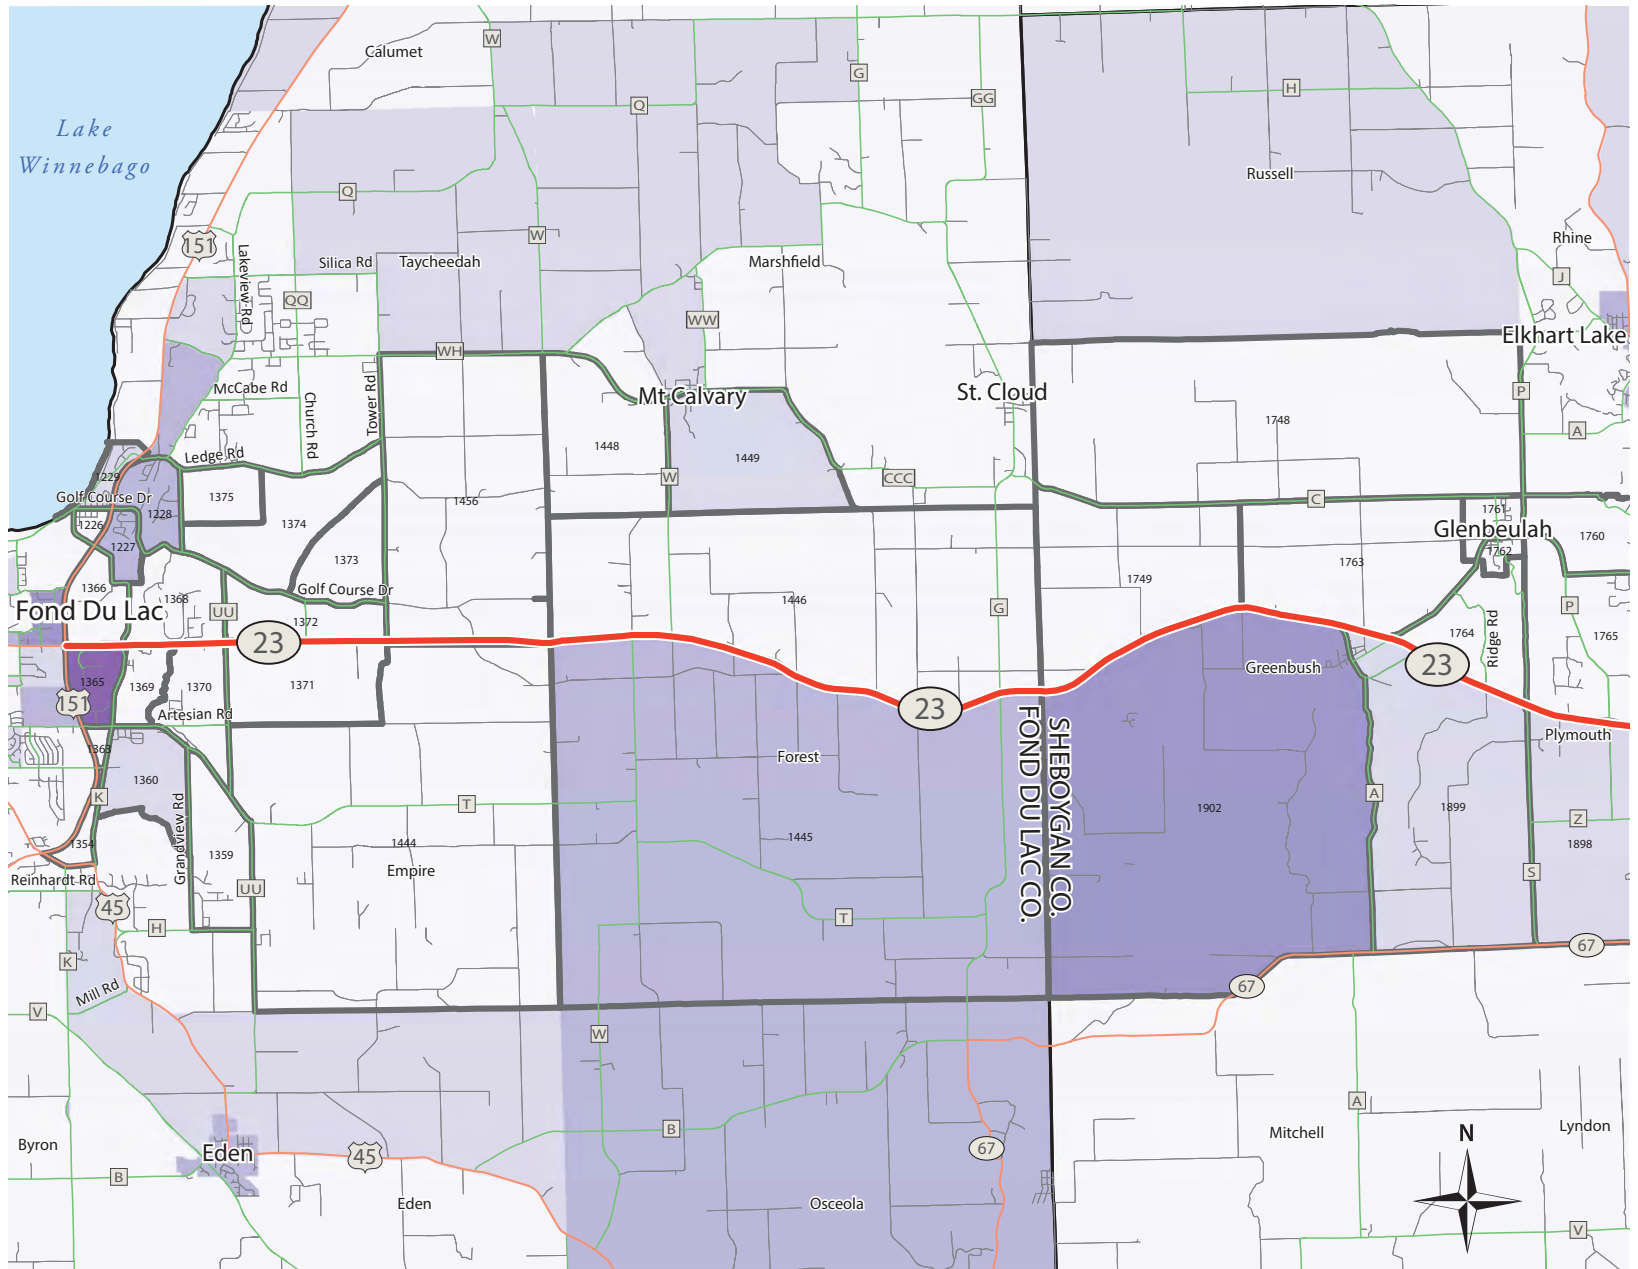 Calumet
W
G
GG
H
Q
Lake
Winnebago
Russell
Q
W
Rhine
151
Lakeview Rd
Silica Rd
Taycheedah
Marshfield
J
QQ
WW
Elkhart Lake
WH
McCabe Rd
Church Rd
Tower Rd
Mt Calvary
St. Cloud
P
1748
A
1448
1449
Ledge Rd
1229
W
CCC
Golf Course Dr
1375
1456
C
1228
1226
1374
1761
Glenbeulah
1760
1227
1762
1373
1763
1749
1366
1368
Golf Course Dr
1446
G
P
Fond Du Lac
UU
1372
23
1764
Ridge Rd
1765
1365
1369
1370
1371
Greenbush
23
151
Artesian Rd
23
FOND DU LAC CO.
SHEBOYGAN CO.
Plymouth
1363
Forest
1360
K
T
A
1902
1899
Z
Grandview Rd
1354
1359
1444
1445
1898
Reinhardt Rd
Empire
UU
S
45
T
H
67
K
Mill Rd
67
V
W
A
B
Byron
Eden
45
67
Mitchell
Lyndon
N
B
Eden
Osceola
V